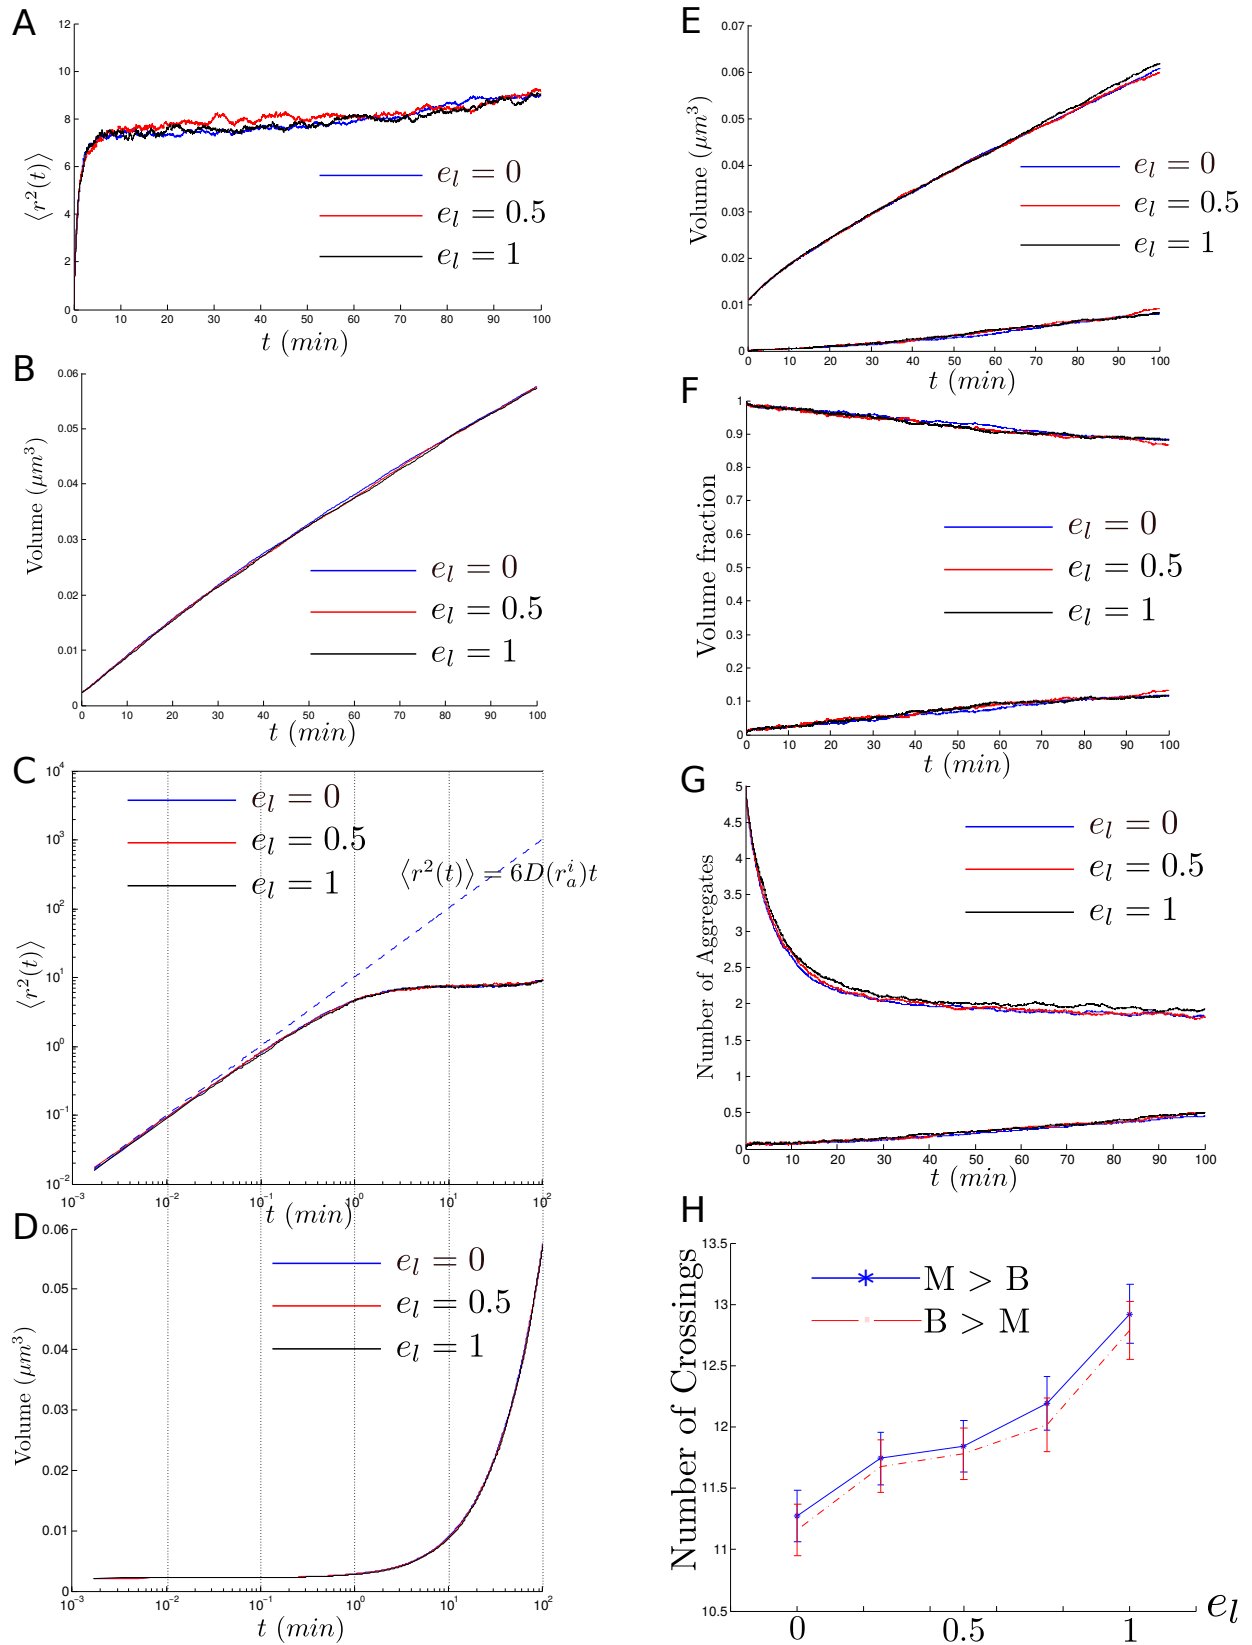 A
12
10
8
6
4
2
0
⟨r²(t)⟩
e_l = 0
e_l = 0.5
e_l = 1
0 10 20 30 40 50 60 70 80 90 100
t (min)
B
0.06
0.05
0.04
0.03
0.02
0.01
0
Volume (μm³)
e_l = 0
e_l = 0.5
e_l = 1
0 10 20 30 40 50 60 70 80 90 100
t (min)
C
10⁴
10³
10²
10¹
10⁰
10⁻¹
10⁻²
⟨r²(t)⟩
e_l = 0
e_l = 0.5
e_l = 1
⟨r²(t)⟩ = 6D(r_a^i)t
10⁻³ 10⁻² 10⁻¹ 10⁰ 10¹ 10²
t (min)
D
0.06
0.05
0.04
0.03
0.02
0.01
0
Volume (μm³)
e_l = 0
e_l = 0.5
e_l = 1
10⁻³ 10⁻² 10⁻¹ 10⁰ 10¹ 10²
t (min)
E
0.07
0.06
0.05
0.04
0.03
0.02
0.01
0
Volume (μm³)
e_l = 0
e_l = 0.5
e_l = 1
0 10 20 30 40 50 60 70 80 90 100
t (min)
F
1
0.9
0.8
0.7
0.6
0.5
0.4
0.3
0.2
0.1
0
Volume fraction
e_l = 0
e_l = 0.5
e_l = 1
0 10 20 30 40 50 60 70 80 90 100
t (min)
G
5
4.5
4
3.5
3
2.5
2
1.5
1
0.5
0
Number of Aggregates
e_l = 0
e_l = 0.5
e_l = 1
0 10 20 30 40 50 60 70 80 90 100
t (min)
H
13.5
13
12.5
12
11.5
11
10.5
Number of Crossings
M > B
B > M
0 0.5 1
e_l